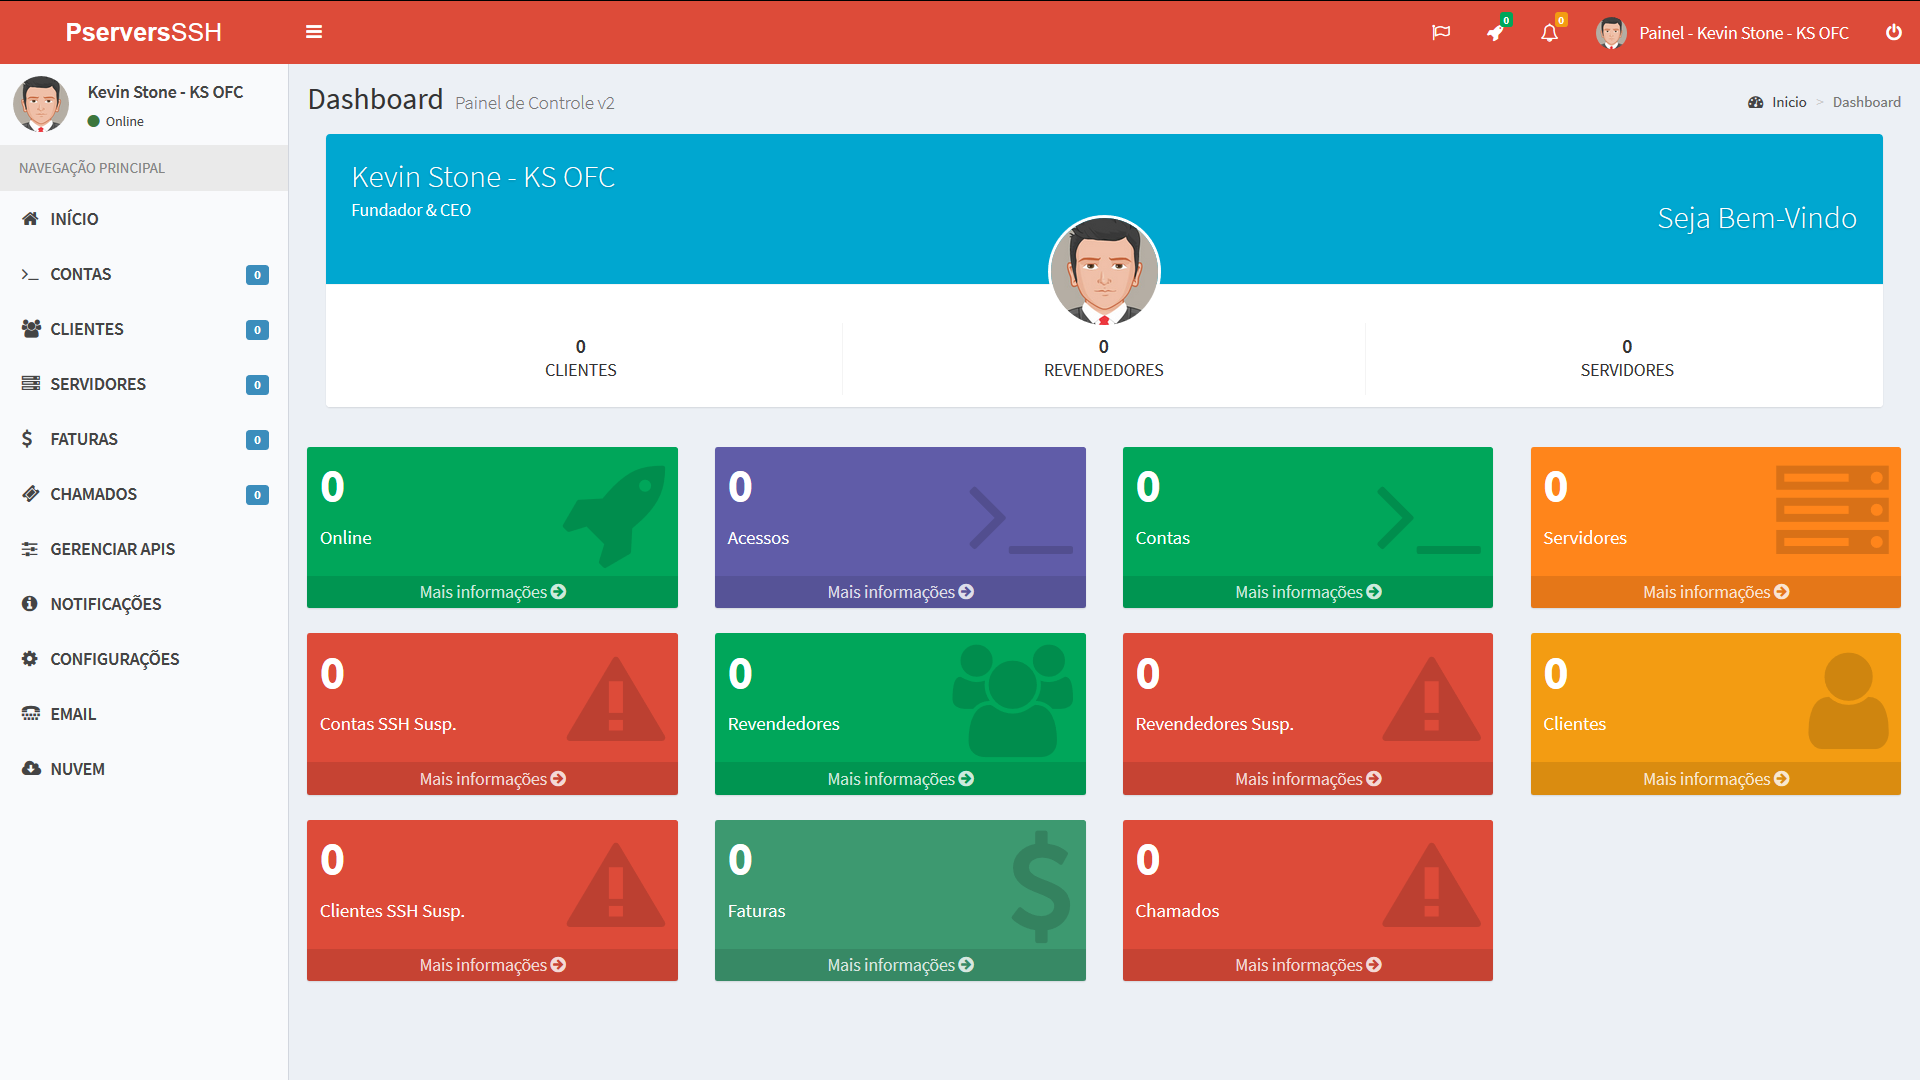 PserversSSH
0
0
Painel - Kevin Stone - KS OFC
Kevin Stone - KS OFC
Online
NAVEGAÇÃO PRINCIPAL
INÍCIO
CONTAS 0
CLIENTES 0
SERVIDORES 0
FATURAS 0
CHAMADOS 0
GERENCIAR APIS
NOTIFICAÇÕES
CONFIGURAÇÕES
EMAIL
NUVEM
Dashboard Painel de Controle v2
Inicio > Dashboard
Kevin Stone - KS OFC
Fundador & CEO
Seja Bem-Vindo
0
CLIENTES
0
REVENDEDORES
0
SERVIDORES
0
Online
Mais informações
0
Acessos
Mais informações
0
Contas
Mais informações
0
Servidores
Mais informações
0
Contas SSH Susp.
Mais informações
0
Revendedores
Mais informações
0
Revendedores Susp.
Mais informações
0
Clientes
Mais informações
0
Clientes SSH Susp.
Mais informações
0
Faturas
Mais informações
0
Chamados
Mais informações